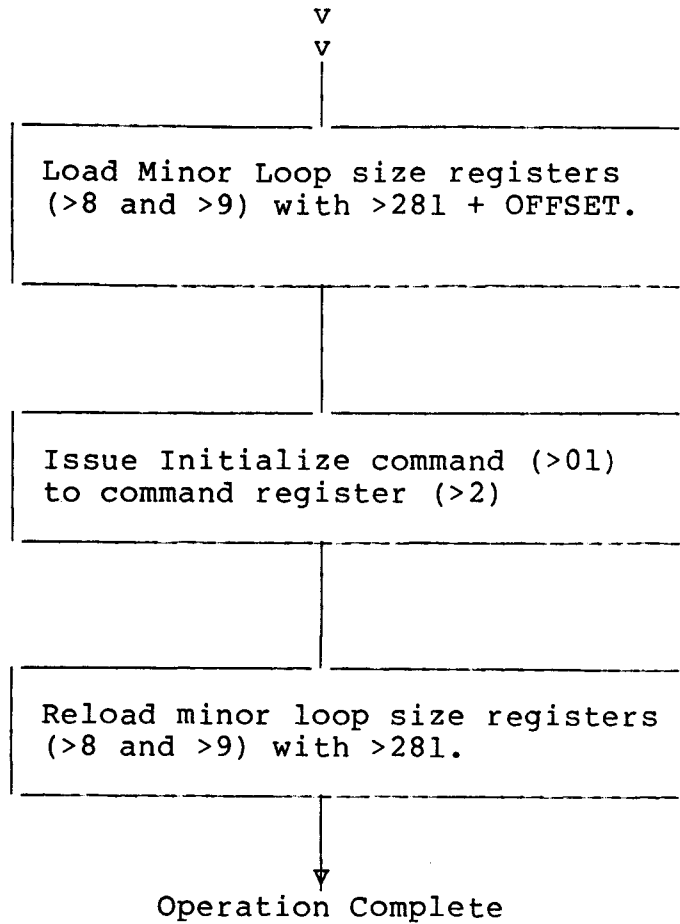 v
v
Load Minor Loop size registers
(>8 and >9) with >281 + OFFSET.
Issue Initialize command (>01)
to command register (>2)
Reload minor loop size registers
(>8 and >9) with >281.
Operation Complete